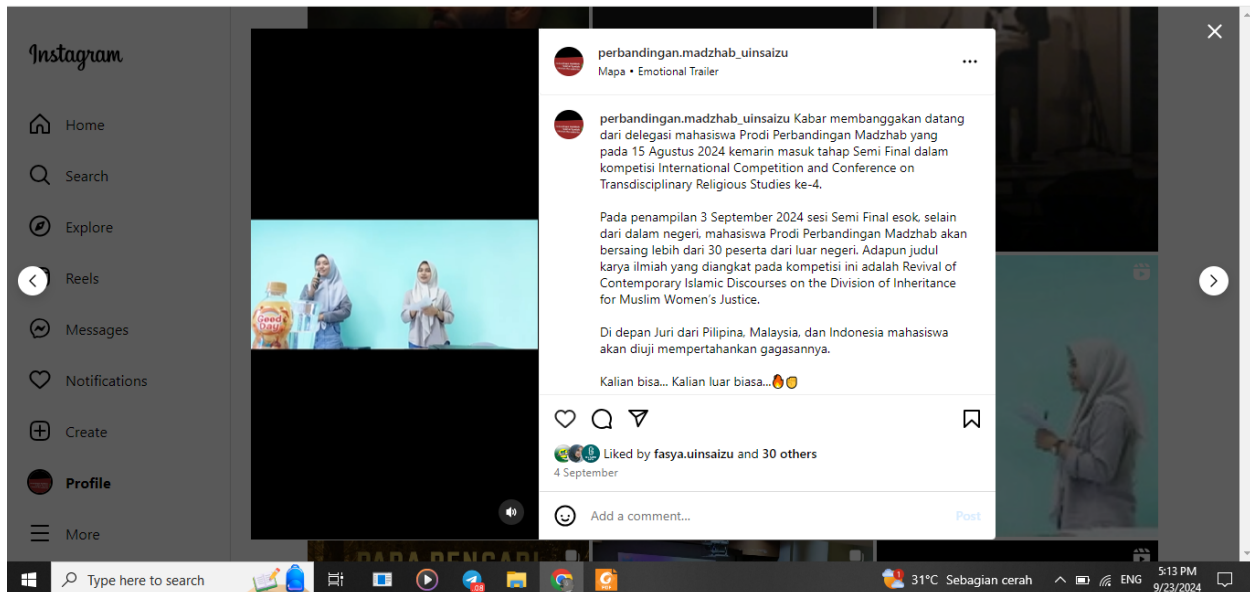 Instagram
Home
Search
Explore
Reels
Messages
Notifications
Create
Profile
More
Good
Day
perbandingan.madzhab_uinsaizu
Mapa • Emotional Trailer
perbandingan.madzhab_uinsaizu Kabar membanggakan datang
dari delegasi mahasiswa Prodi Perbandingan Madzhab yang
pada 15 Agustus 2024 kemarin masuk tahap Semi Final dalam
kompetisi International Competition and Conference on
Transdisciplinary Religious Studies ke-4.
Pada penampilan 3 September 2024 sesi Semi Final esok, selain
dari dalam negeri, mahasiswa Prodi Perbandingan Madzhab akan
bersaing lebih dari 30 peserta dari luar negeri. Adapun judul
karya ilmiah yang diangkat pada kompetisi ini adalah Revival of
Contemporary Islamic Discourses on the Division of Inheritance
for Muslim Women's Justice.
Di depan Juri dari Pilipina, Malaysia, dan Indonesia mahasiswa
akan diuji mempertahankan gagasannya.
Kalian bisa... Kalian luar biasa...🔥✊
Liked by fasya.uinsaizu and 30 others
4 September
Add a comment...
Post
Type here to search
31°C Sebagian cerah
ENG
5:13 PM
9/23/2024